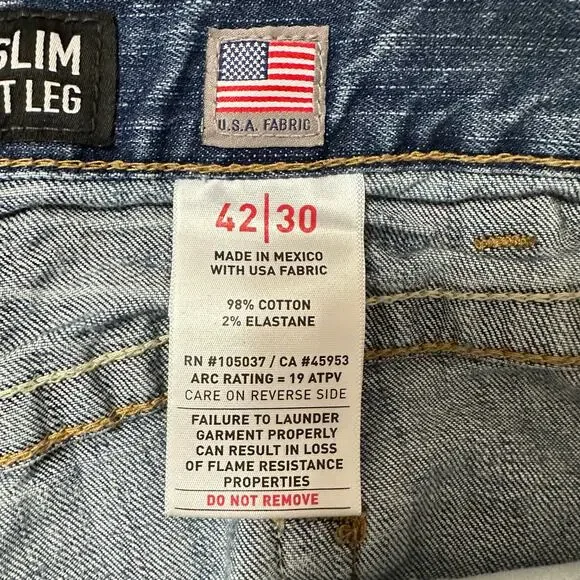 SLIM
T LEG
U.S.A. FABRIC
42|30
MADE IN MEXICO
WITH USA FABRIC
98% COTTON
2% ELASTANE
RN #105037 / CA #45953
ARC RATING = 19 ATPV
CARE ON REVERSE SIDE
FAILURE TO LAUNDER
GARMENT PROPERLY
CAN RESULT IN LOSS
OF FLAME RESISTANCE
PROPERTIES
DO NOT REMOVE